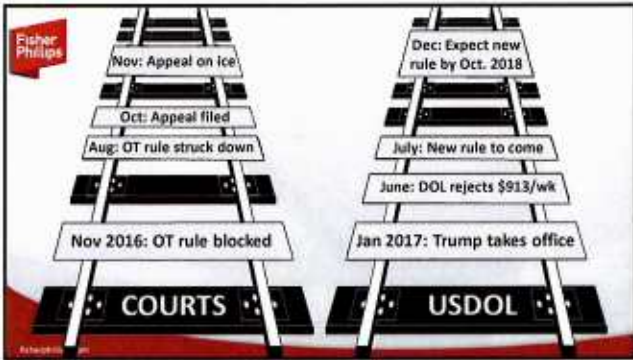 Fisher
Phillips
Nov: Appeal on ice
Oct: Appeal filed
Aug: OT rule struck down
Nov 2016: OT rule blocked
COURTS
Dec: Expect new
rule by Oct. 2018
July: New rule to come
June: DOL rejects $913/wk
Jan 2017: Trump takes office
USDOL